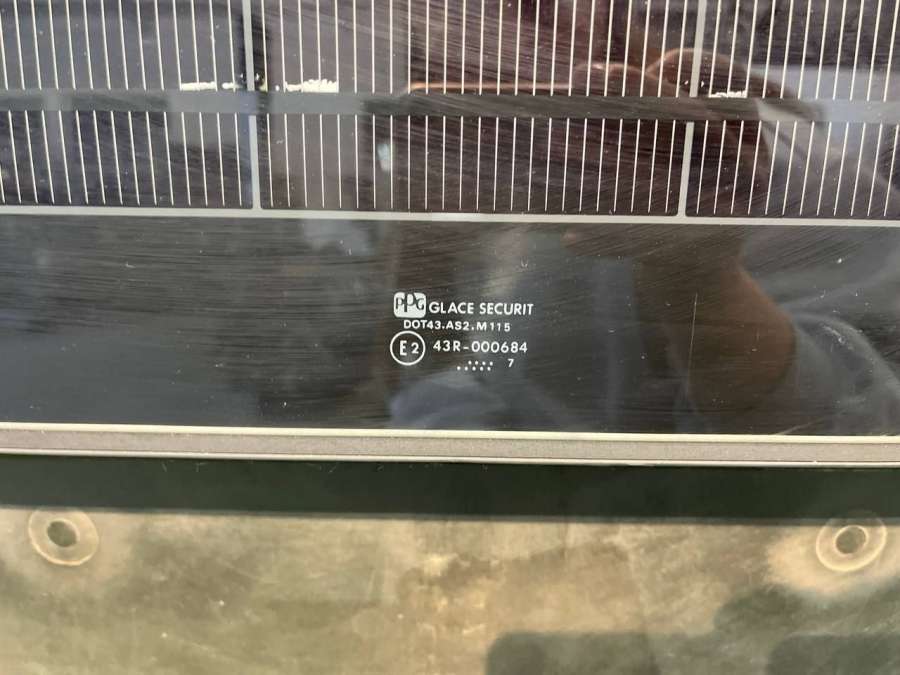 PPG GLACE SECURIT
DOT43.AS2.M115
E2 43R-000684
7